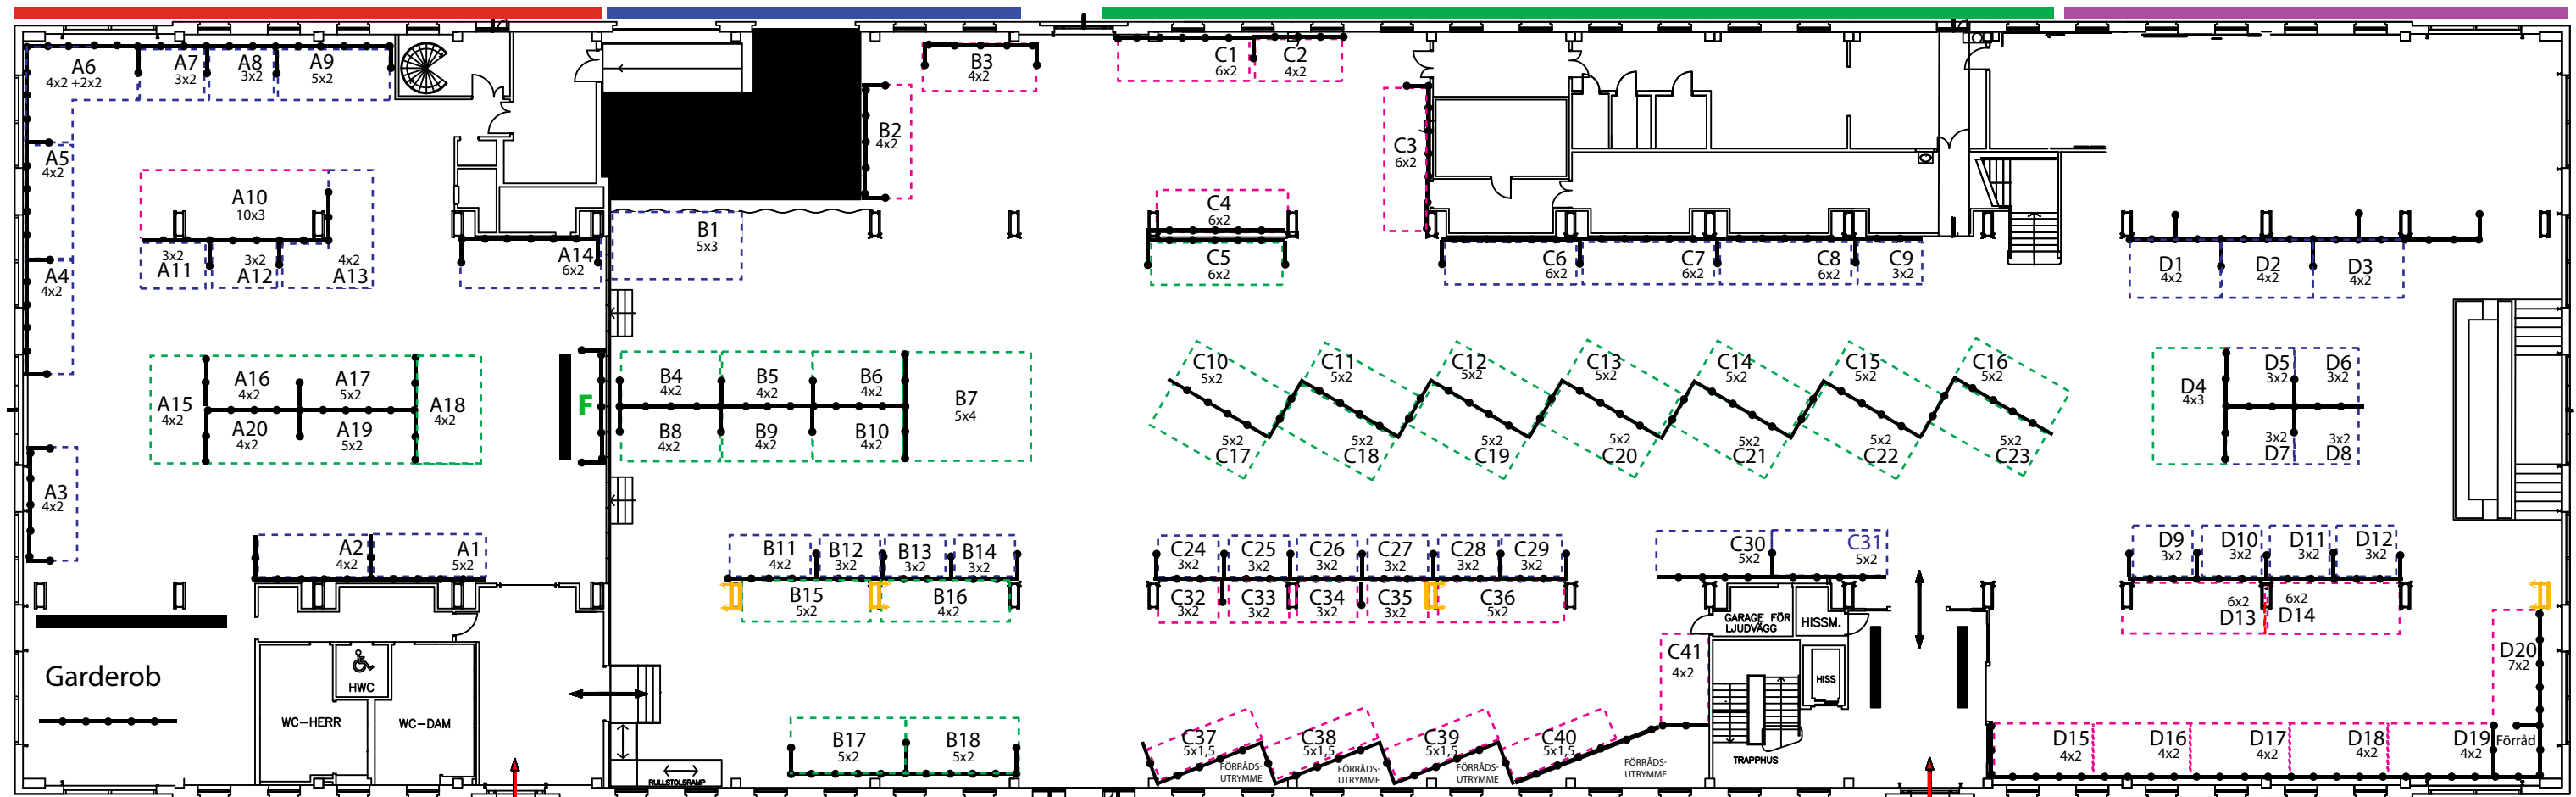 A6
4x2 +2x2
A7
3x2
A8
3x2
A9
5x2
B3
4x2
C1
6x2
C2
4x2
A5
4x2
B2
4x2
C3
6x2
A10
10x3
C4
6x2
B1
5x3
A4
4x2
3x2
A11
3x2
A12
4x2
A13
A14
6x2
C5
6x2
C6
6x2
C7
6x2
C8
6x2
C9
3x2
D1
4x2
D2
4x2
D3
4x2
A15
4x2
A16
4x2
A17
5x2
A18
4x2
A20
4x2
A19
5x2
F
B4
4x2
B5
4x2
B6
4x2
B7
5x4
B8
4x2
B9
4x2
B10
4x2
C10
5x2
C11
5x2
C12
5x2
C13
5x2
C14
5x2
C15
5x2
C16
5x2
5x2
C17
5x2
C18
5x2
C19
5x2
C20
5x2
C21
5x2
C22
5x2
C23
D4
4x3
D5
3x2
D6
3x2
3x2
D7
3x2
D8
A3
4x2
A2
4x2
A1
5x2
B11
4x2
B12
3x2
B13
3x2
B14
3x2
B15
5x2
B16
4x2
C24
3x2
C25
3x2
C26
3x2
C27
3x2
C28
3x2
C29
3x2
C32
3x2
C33
3x2
C34
3x2
C35
3x2
C36
5x2
C30
5x2
C31
5x2
D9
3x2
D10
3x2
D11
3x2
D12
3x2
6x2
D13
6x2
D14
GARAGE FÖR
LJUDVÄGG
HISSM.
C41
4x2
HISS
TRAPPHUS
D20
7x2
Garderob
HWC
WC-HERR
WC-DAM
RULLSTOLSRAMP
B17
5x2
B18
5x2
C37
5x1,5
C38
5x1,5
C39
5x1,5
C40
5x1,5
FÖRRÅDS-
UTRYMME
FÖRRÅDS-
UTRYMME
FÖRRÅDS-
UTRYMME
FÖRRÅDS-
UTRYMME
D15
4x2
D16
4x2
D17
4x2
D18
4x2
D19
4x2
Förråd